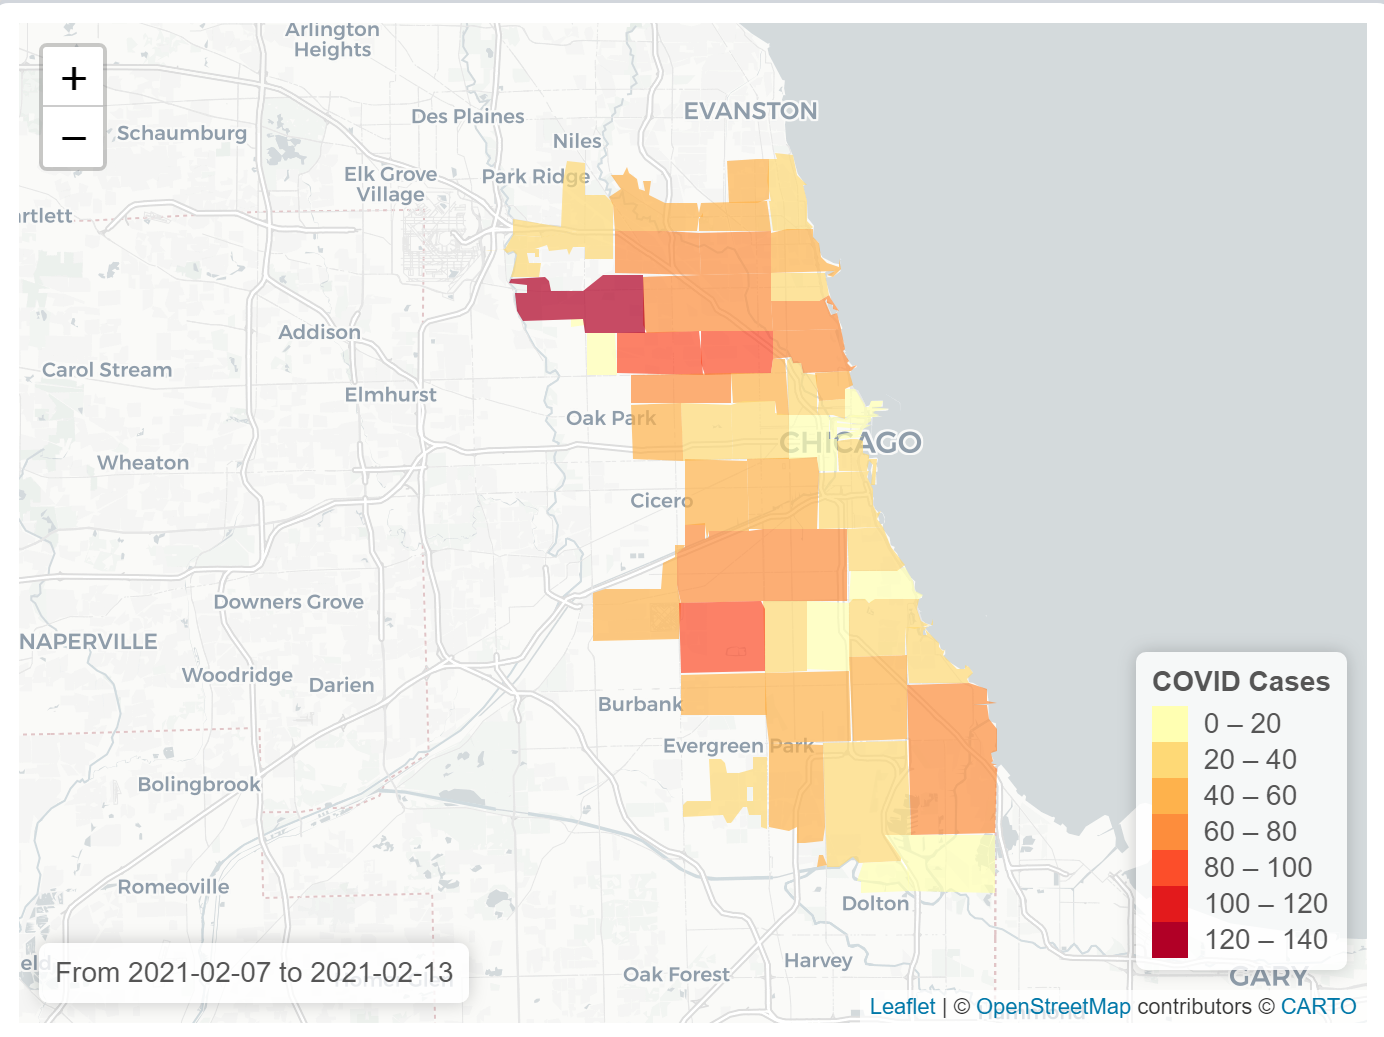 Arlington
Heights
+
−
EVANSTON
Des Plaines
Schaumburg
Niles
Elk Grove
Village
Park Ridge
rtlett
Addison
Carol Stream
Elmhurst
Oak Park
CHICAGO
Wheaton
Cicero
Downers Grove
NAPERVILLE
Woodridge
Darien
Burbank
Evergreen Park
Bolingbrook
Romeoville
Dolton
Oak Forest
Harvey
GARY
COVID Cases
0 – 20
20 – 40
40 – 60
60 – 80
80 – 100
100 – 120
120 – 140
From 2021-02-07 to 2021-02-13
Homer Glen
Hammond
Leaflet | © OpenStreetMap contributors © CARTO